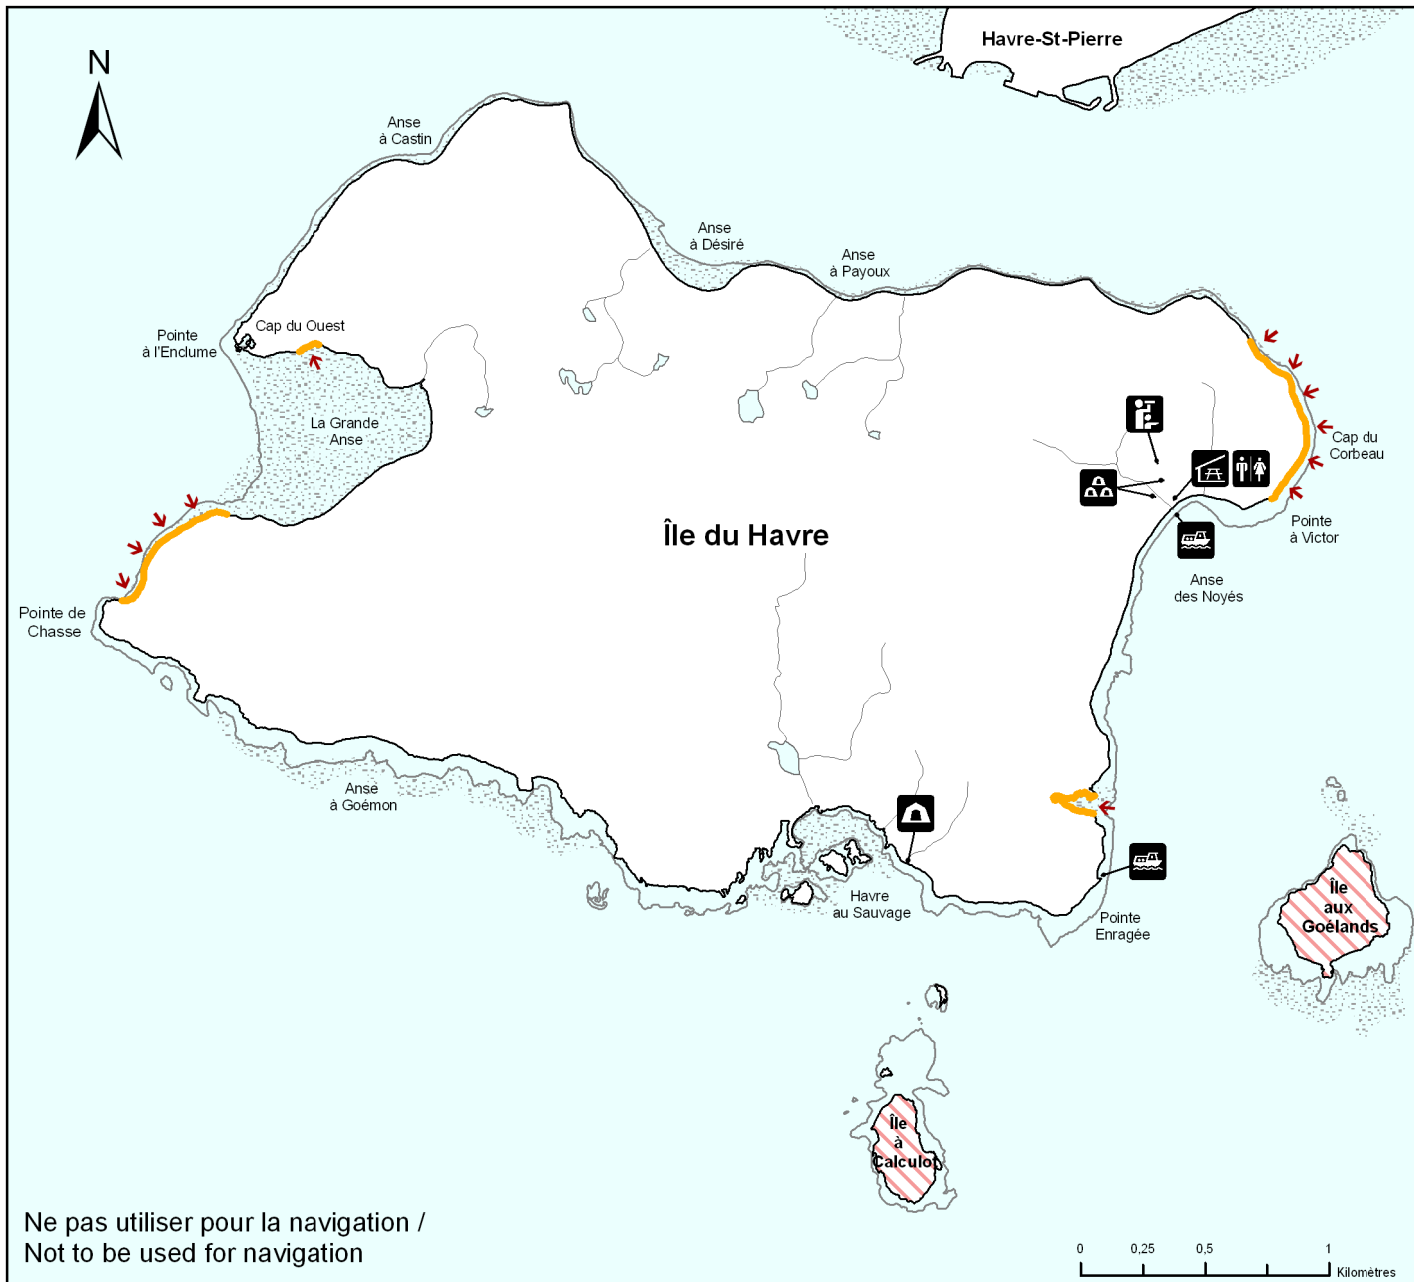 Havre-St-Pierre
N
Anse
à Castin
Anse
à Désiré
Anse
à Payoux
Pointe
à l'Enclume
Cap du Ouest
La Grande
Anse
Cap du
Corbeau
Île du Havre
Pointe
à Victor
Anse
des Noyés
Pointe de
Chasse
Anse
à Goémon
Havre
au Sauvage
Pointe
Enragée
Île
aux
Goélands
Île
à
Calculot
Ne pas utiliser pour la navigation /
Not to be used for navigation
0 0,25 0,5 1
Kilomètres